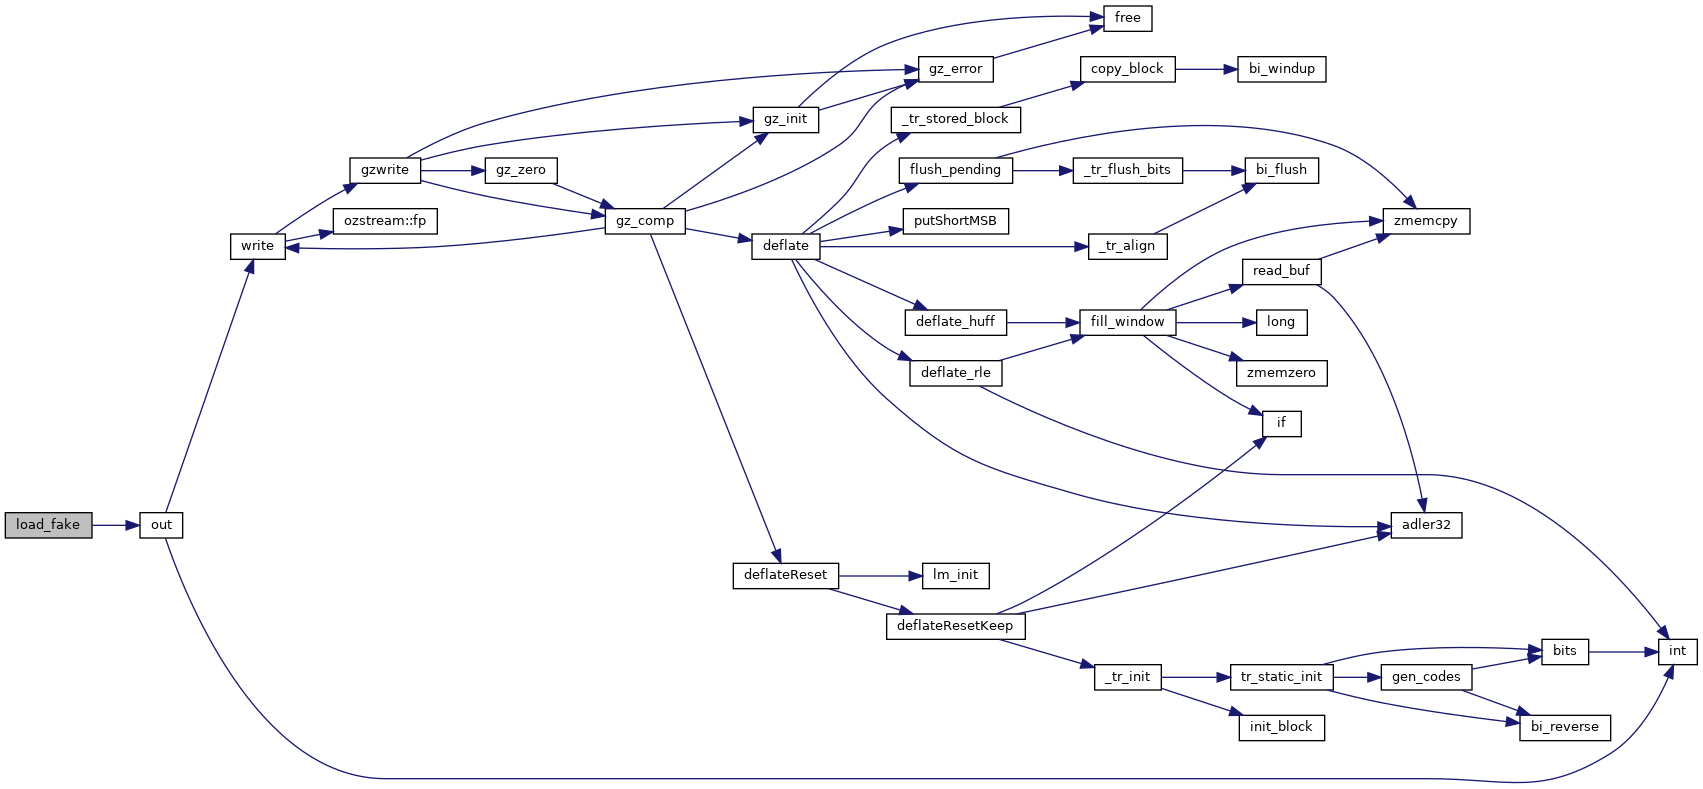 free
gz_error
copy_block
bi_windup
gz_init
_tr_stored_block
gzwrite
gz_zero
flush_pending
_tr_flush_bits
bi_flush
ozstream::fp
gz_comp
putShortMSB
zmemcpy
write
deflate
_tr_align
read_buf
deflate_huff
fill_window
long
deflate_rle
zmemzero
if
load_fake
out
adler32
deflateReset
lm_init
deflateResetKeep
bits
int
_tr_init
tr_static_init
gen_codes
init_block
bi_reverse